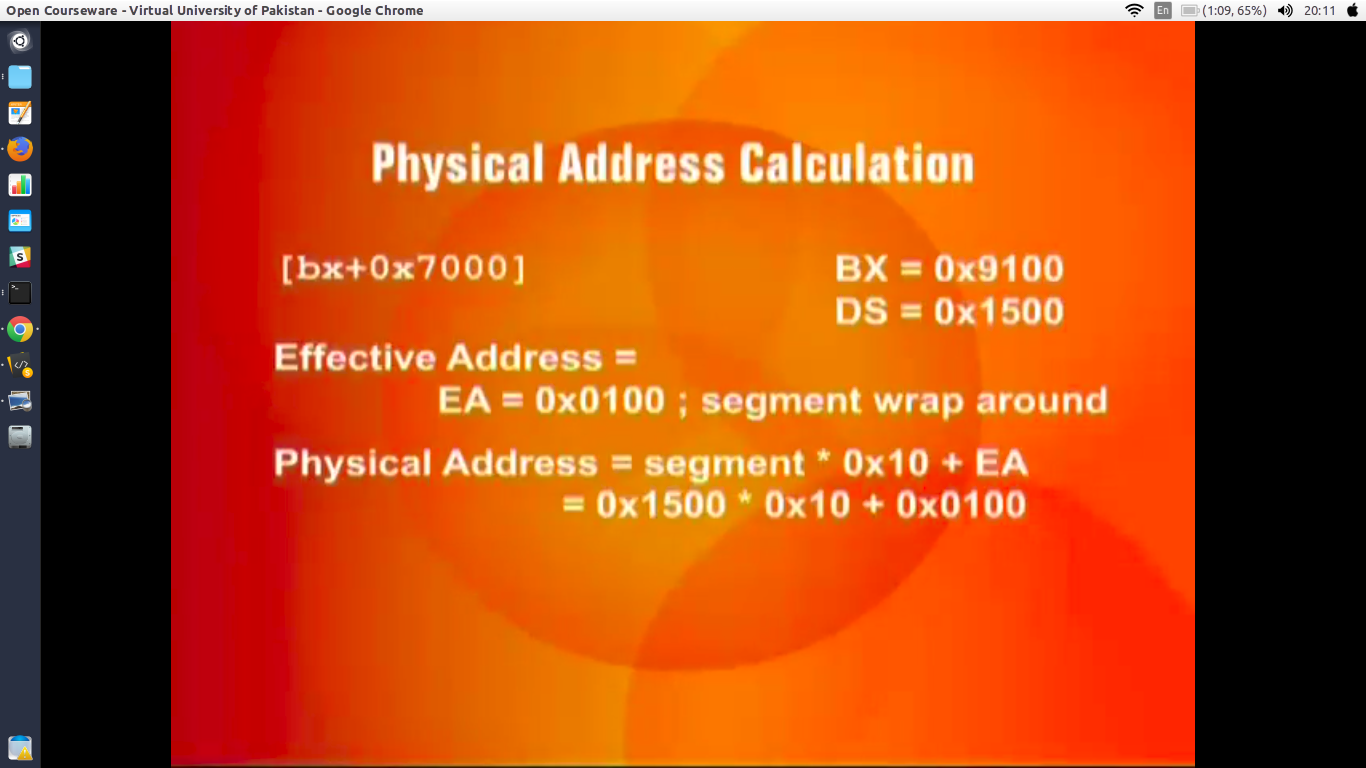 Open Courseware - Virtual University of Pakistan - Google Chrome
En (1:09, 65%) 20:11
Physical Address Calculation
[bx+0x7000] BX = 0x9100
DS = 0x1500
Effective Address =
EA = 0x0100 ; segment wrap around
Physical Address = segment * 0x10 + EA
= 0x1500 * 0x10 + 0x0100